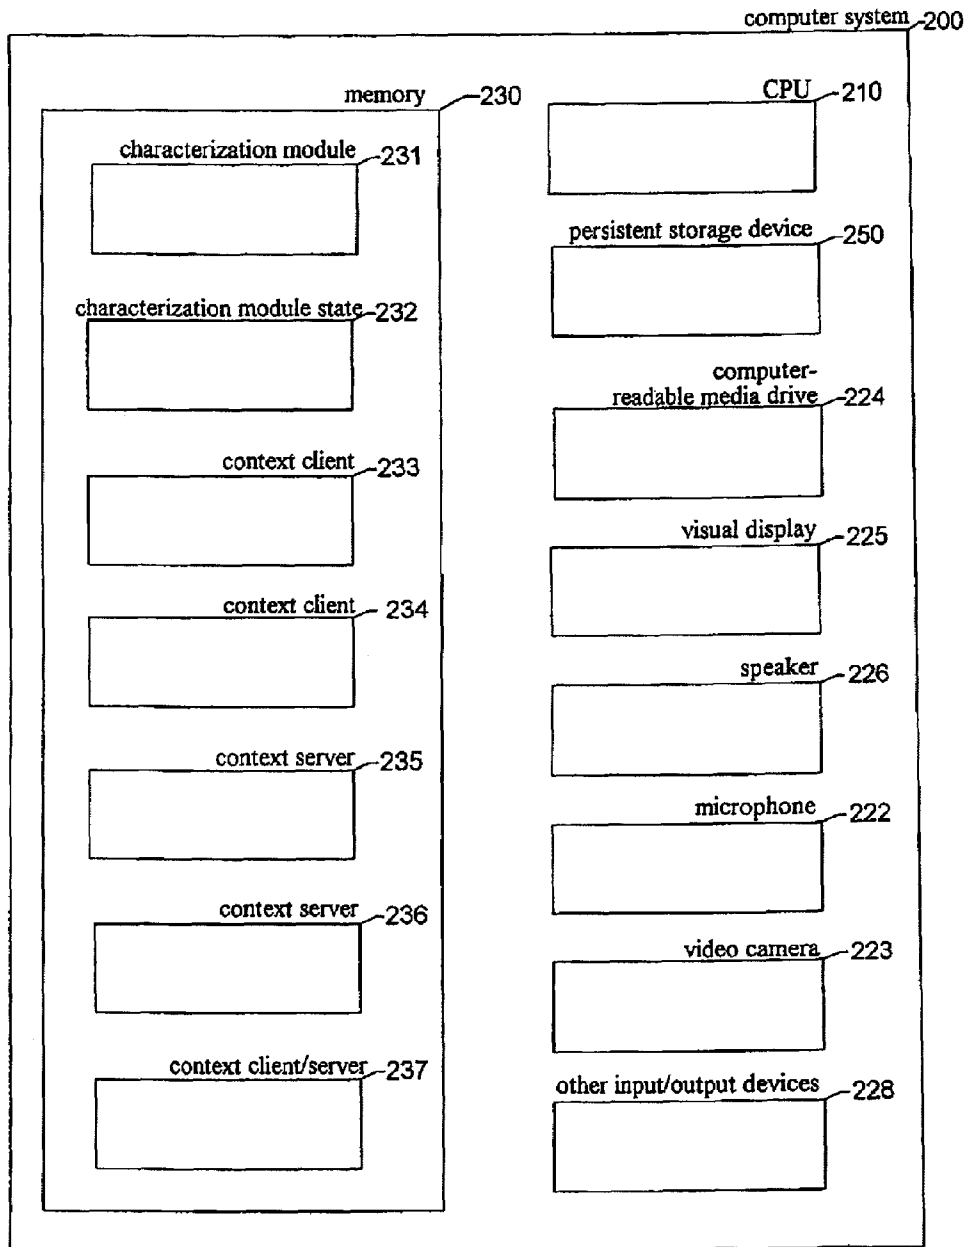 computer system 200
memory 230
characterization module 231
characterization module state 232
context client 233
context client 234
context server 235
context server 236
context client/server 237
CPU 210
persistent storage device 250
computer-
readable media drive 224
visual display 225
speaker 226
microphone 222
video camera 223
other input/output devices 228